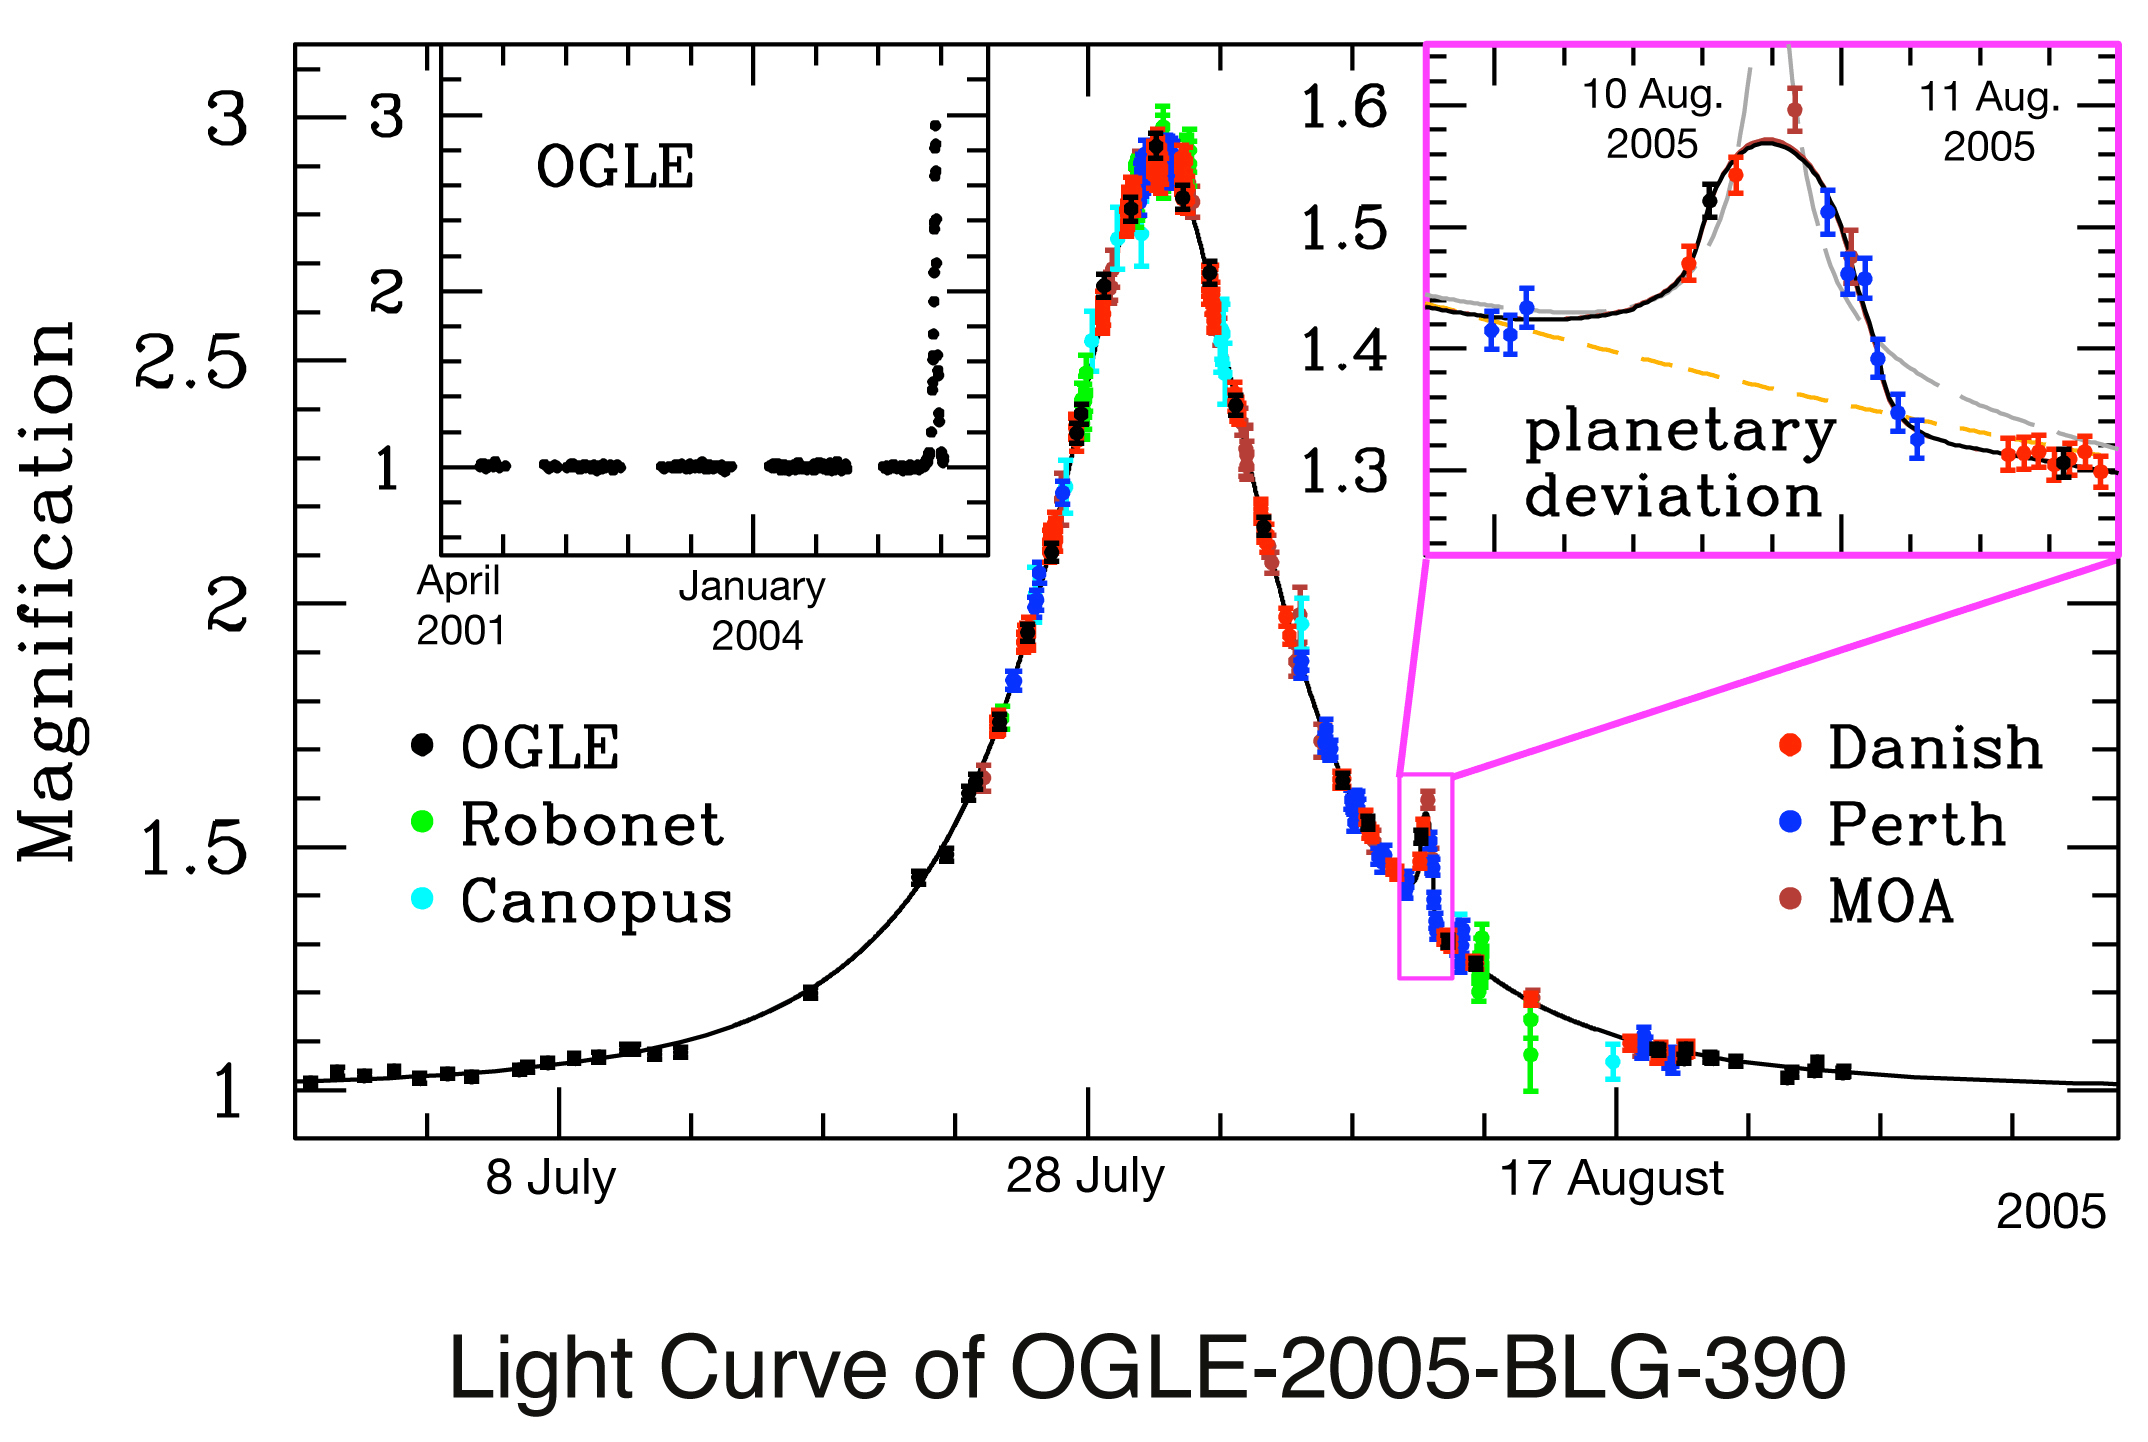 Magnification
3
2.5
2
1.5
1
3
2
1
OGLE
April
2001
January
2004
1.6
1.5
1.4
1.3
10 Aug.
2005
11 Aug.
2005
planetary
deviation
OGLE
Robonet
Canopus
Danish
Perth
MOA
8 July
28 July
17 August
2005
Light Curve of OGLE-2005-BLG-390